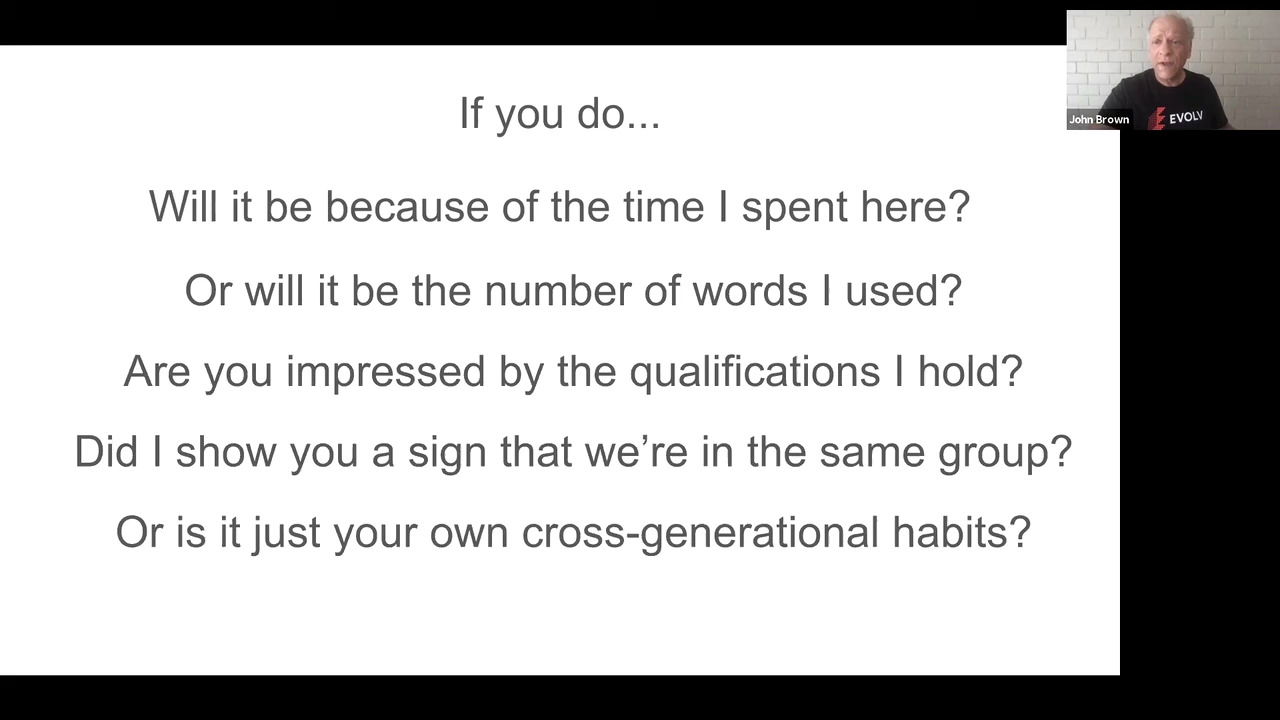 If you do...
Will it be because of the time I spent here?
Or will it be the number of words I used?
Are you impressed by the qualifications I hold?
Did I show you a sign that we’re in the same group?
Or is it just your own cross-generational habits?
John Brown
EVOLV